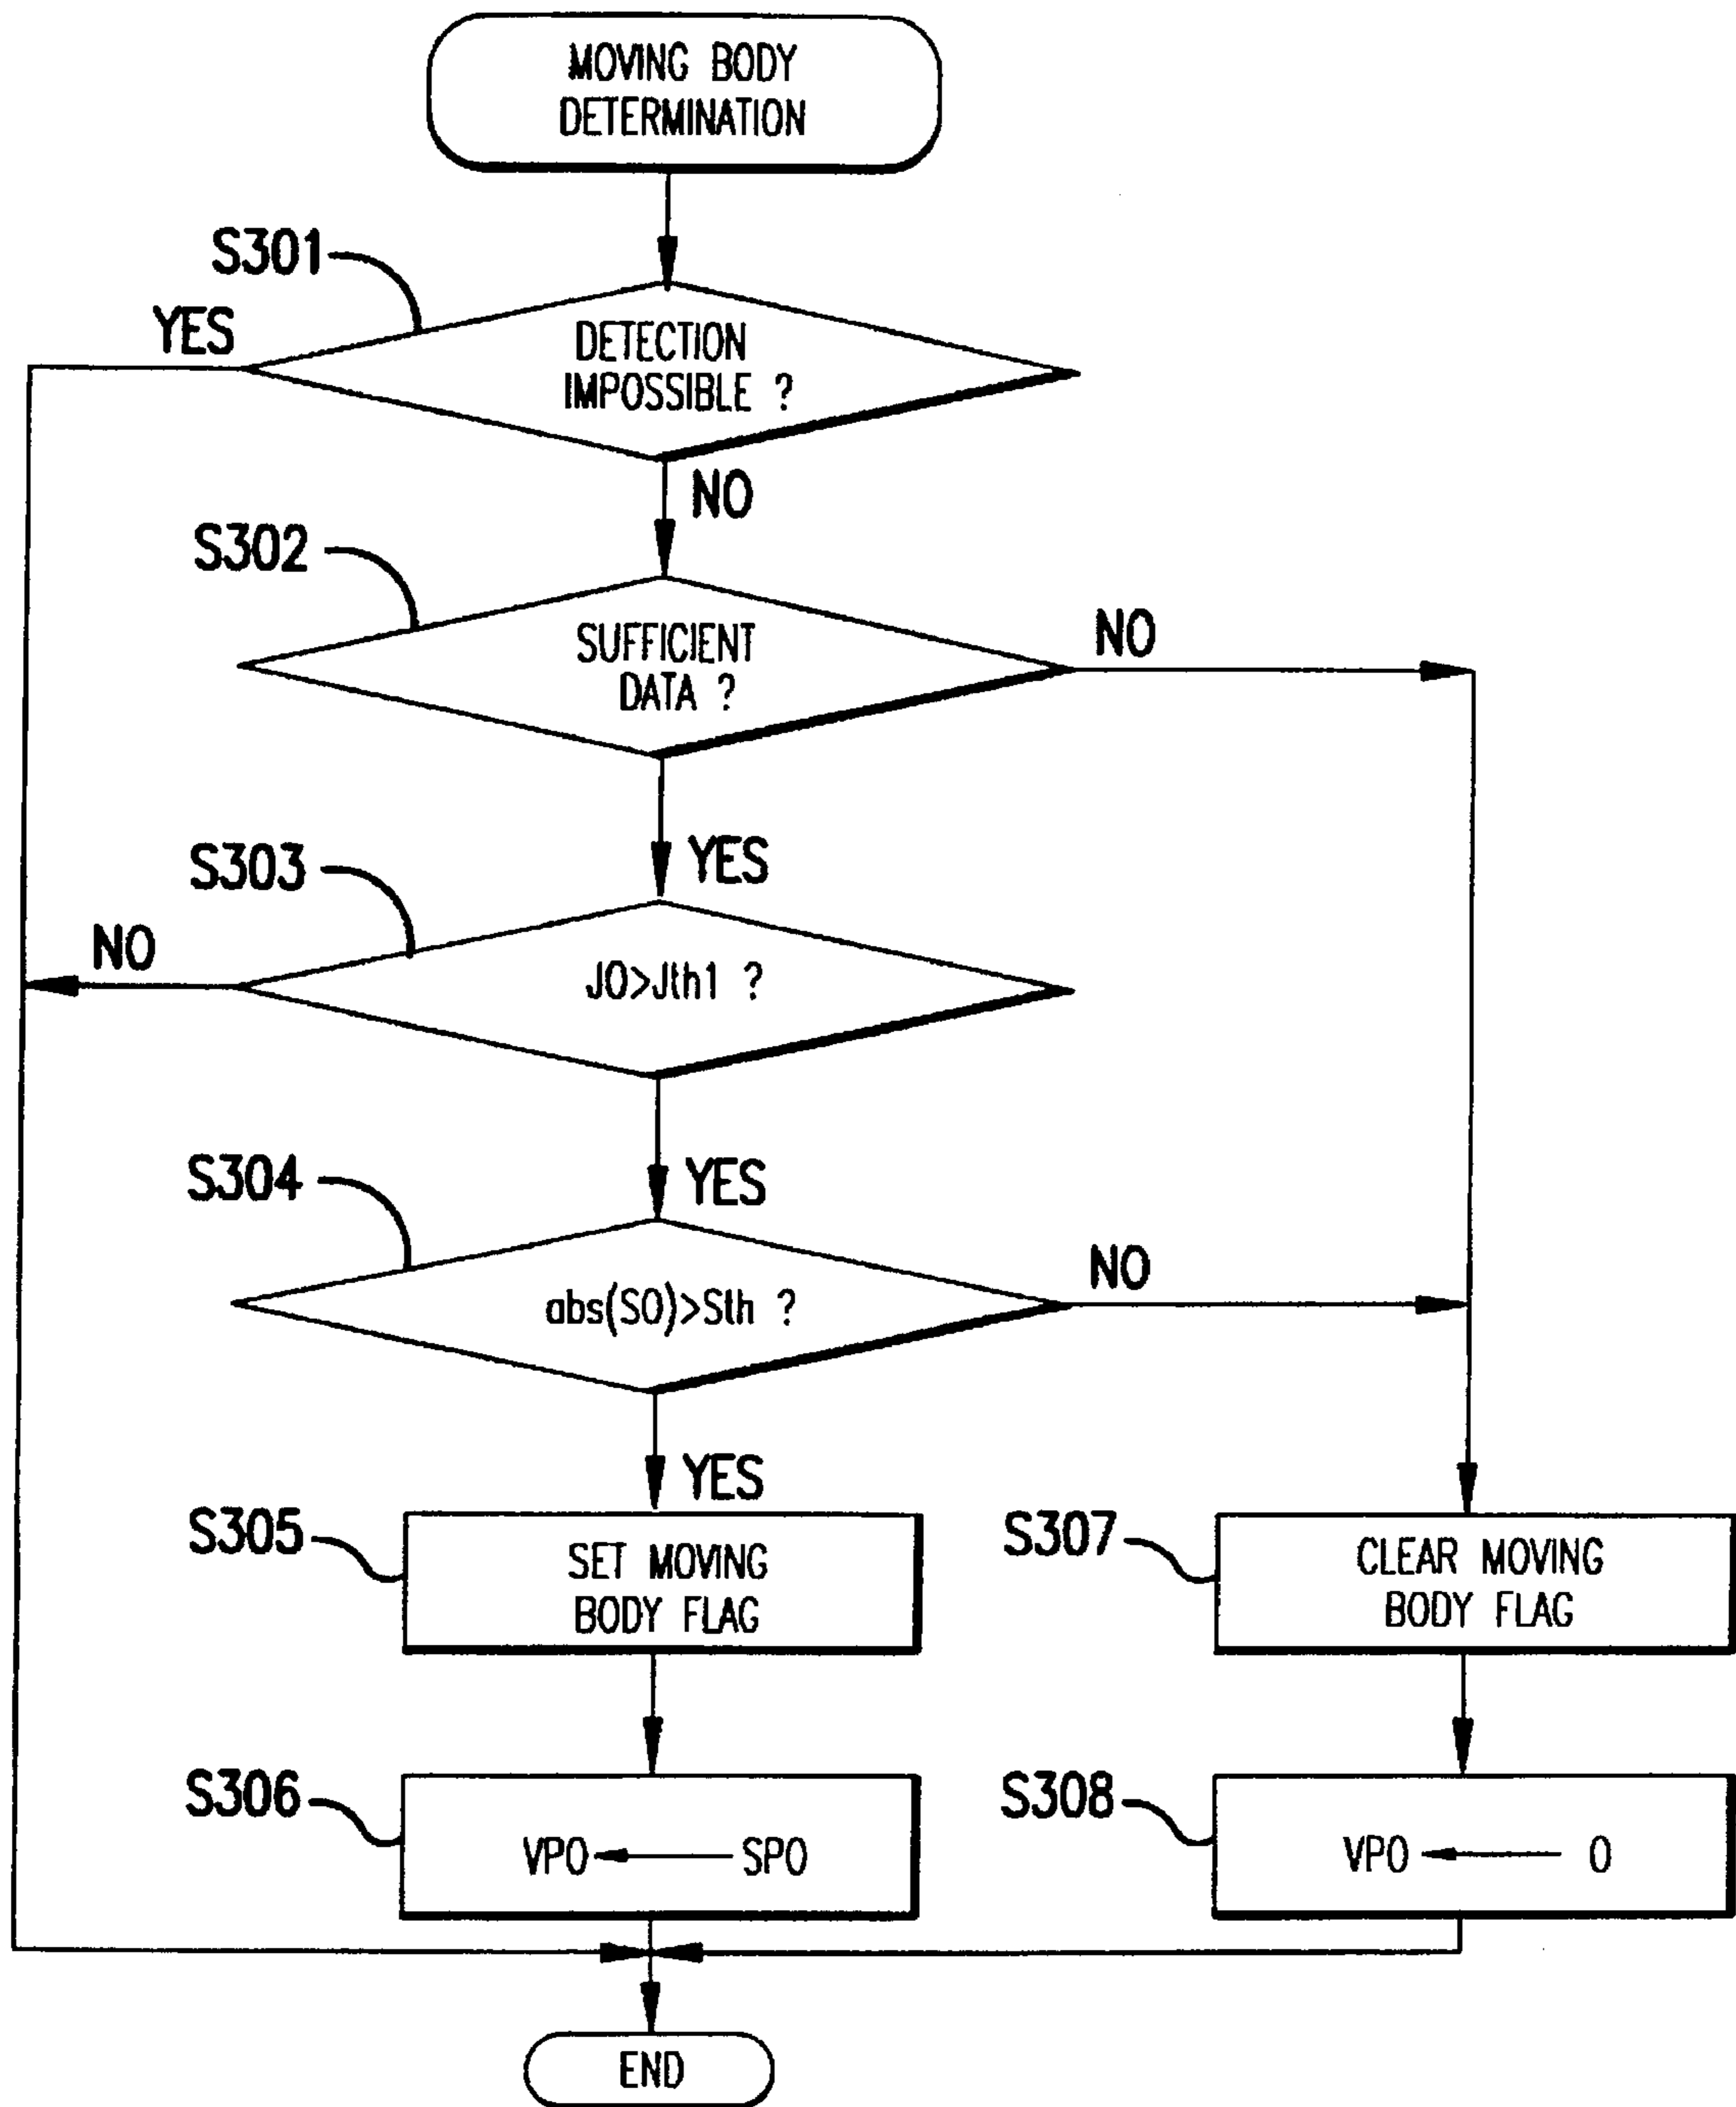 MOVING BODY
DETERMINATION
S301
YES
DETECTION
IMPOSSIBLE ?
NO
S302
SUFFICIENT
DATA ?
NO
YES
S303
NO
J0>Jth1 ?
YES
S304
abs(S0)>Sth ?
NO
YES
S305
SET MOVING
BODY FLAG
S307
CLEAR MOVING
BODY FLAG
S306
VP0 ← SP0
S308
VP0 ← 0
END